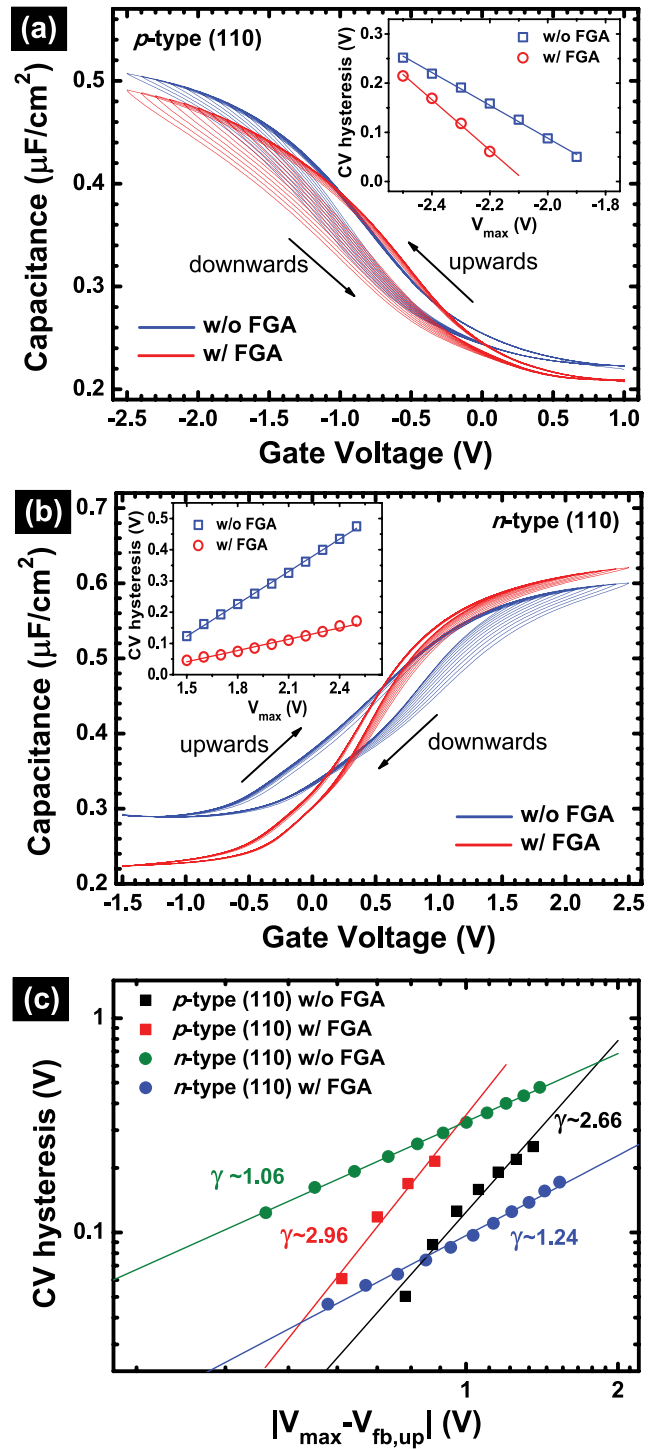 (a)
p-type (110)
CV hysteresis (V)
0.3
0.2
0.1
0.0
w/o FGA
w/ FGA
-2.4 -2.2 -2.0 -1.8
Vmax (V)
Capacitance (μF/cm²)
0.5
0.4
0.3
0.2
downwards
upwards
w/o FGA
w/ FGA
-2.5 -2.0 -1.5 -1.0 -0.5 0.0 0.5 1.0
Gate Voltage (V)
(b)
n-type (110)
CV hysteresis (V)
0.5
0.4
0.3
0.2
0.1
0.0
w/o FGA
w/ FGA
1.5 1.8 2.1 2.4
Vmax (V)
Capacitance (μF/cm²)
0.7
0.6
0.5
0.4
0.3
0.2
upwards
downwards
w/o FGA
w/ FGA
-1.5 -1.0 -0.5 0.0 0.5 1.0 1.5 2.0 2.5
Gate Voltage (V)
(c)
p-type (110) w/o FGA
p-type (110) w/ FGA
n-type (110) w/o FGA
n-type (110) w/ FGA
CV hysteresis (V)
1
0.1
γ~2.66
γ ~1.06
γ~2.96
γ~1.24
1 2
|Vmax-Vfb,up| (V)